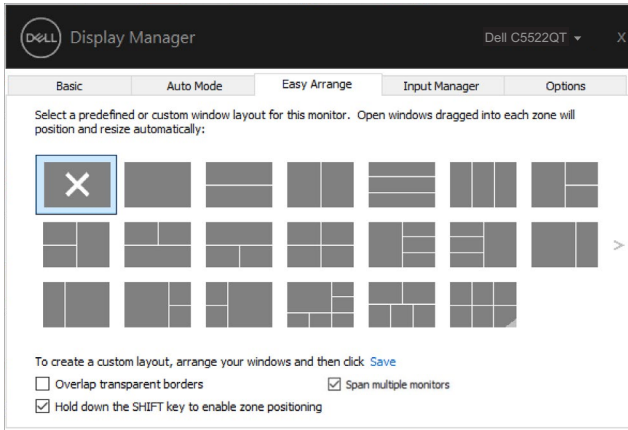 DELL Display Manager Dell C5522QT X
Basic Auto Mode Easy Arrange Input Manager Options
Select a predefined or custom window layout for this monitor. Open windows dragged into each zone will
position and resize automatically:
To create a custom layout, arrange your windows and then click Save
Overlap transparent borders Span multiple monitors
Hold down the SHIFT key to enable zone positioning